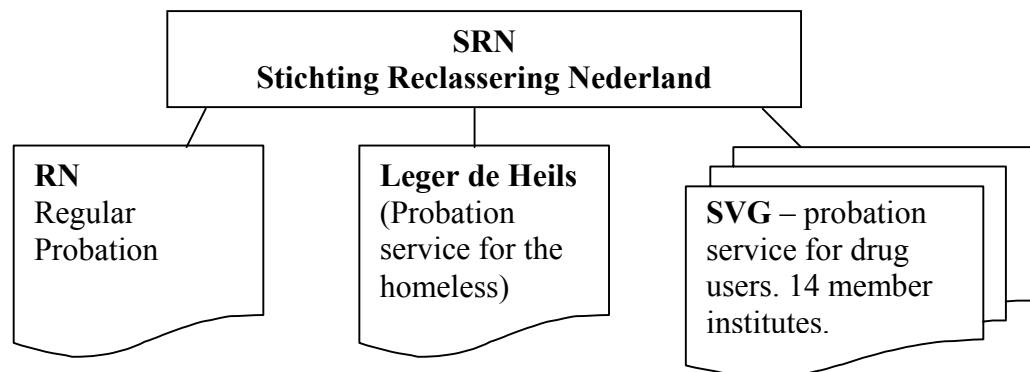 SRN
Stichting Reclassering Nederland
RN
Regular
Probation
Leger de Heils
(Probation
service for the
homeless)
SVG – probation
service for drug
users. 14 member
institutes.